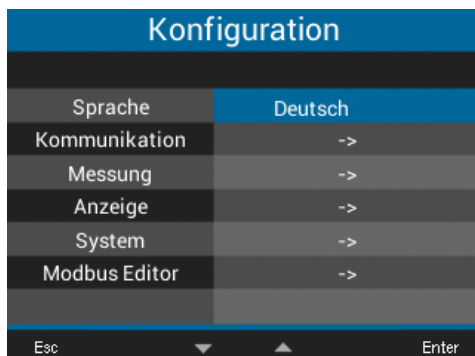 Konfiguration
Sprache Deutsch
Kommunikation ->
Messung ->
Anzeige ->
System ->
Modbus Editor ->
Esc Enter